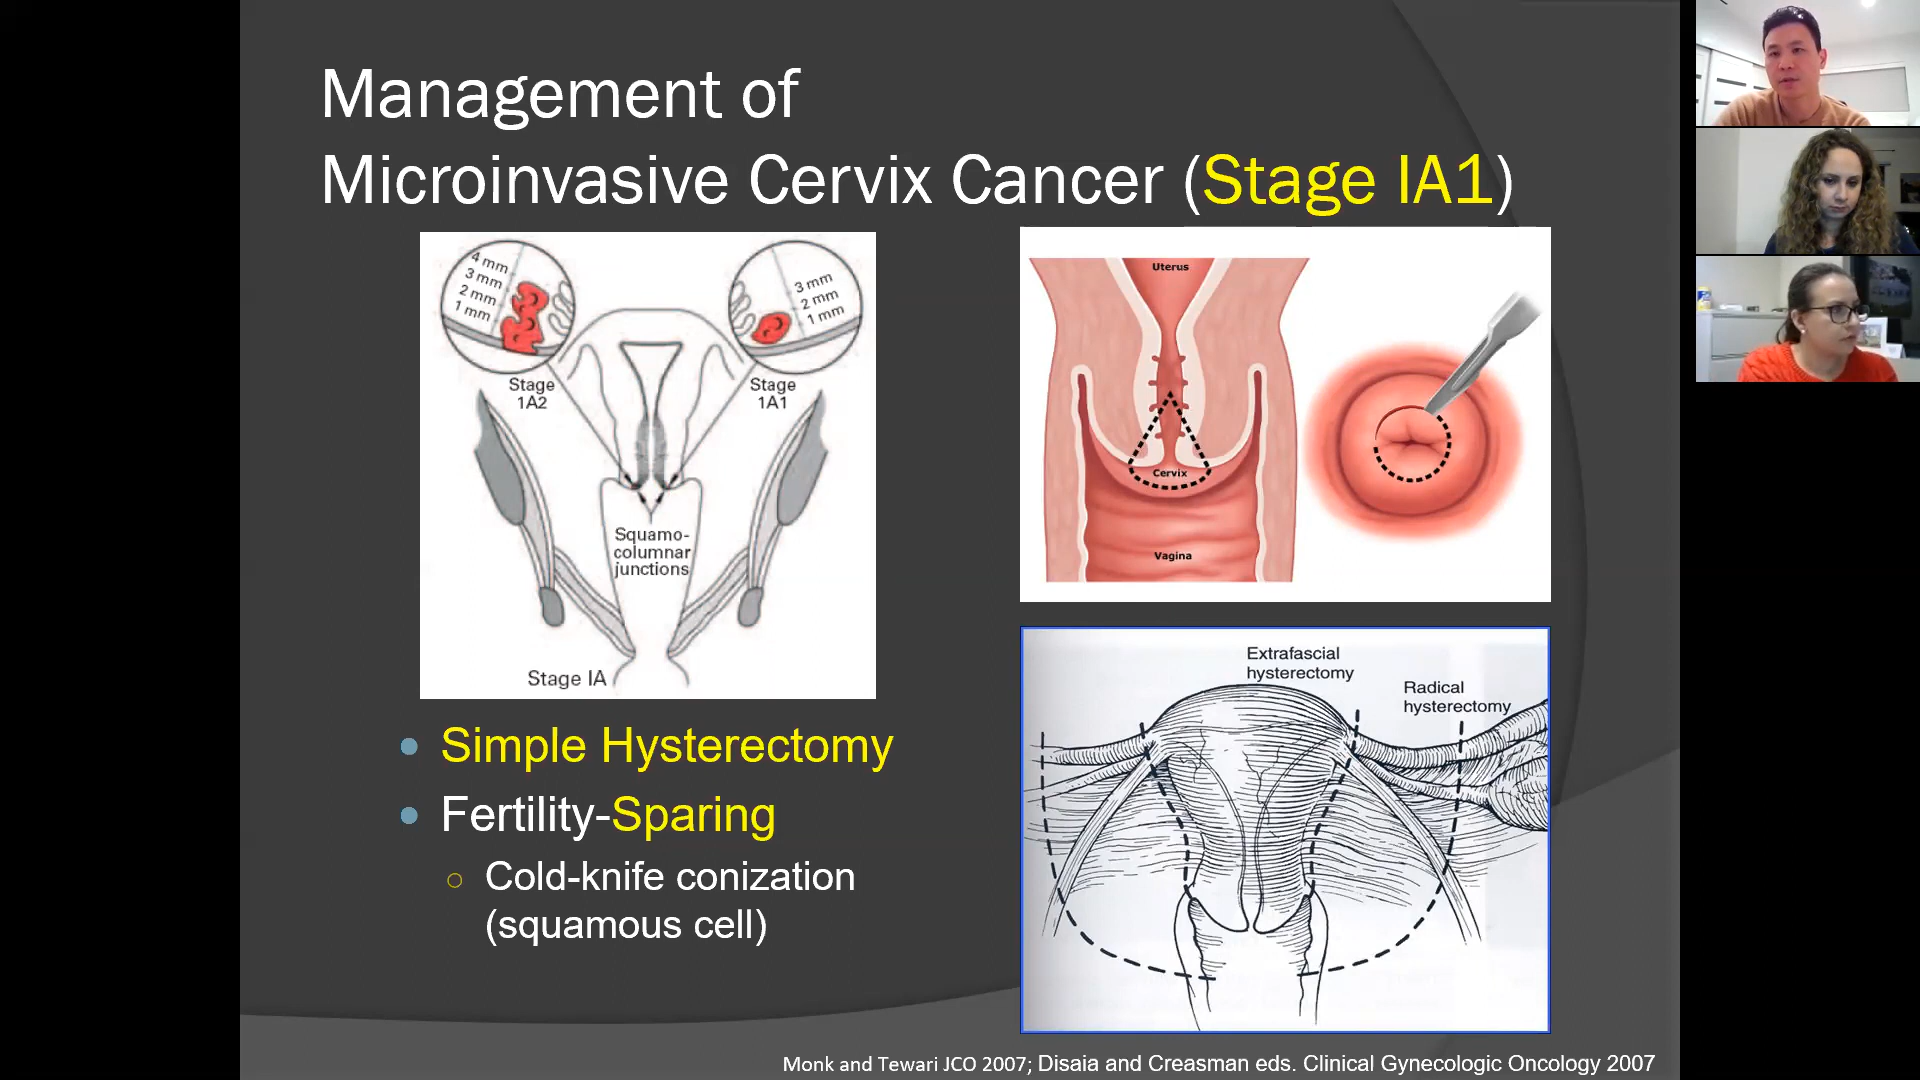 Management of
Microinvasive Cervix Cancer (Stage IA1)
4 mm
3 mm
2 mm
1 mm
3 mm
2 mm
1 mm
Stage
1A2
Stage
1A1
Squamo-
columnar
junctions
Stage IA
Uterus
Cervix
Vagina
Extrafascial
hysterectomy
Radical
hysterectomy
Simple Hysterectomy
Fertility-Sparing
Cold-knife conization
(squamous cell)
Monk and Tewari JCO 2007; Disaia and Creasman eds. Clinical Gynecologic Oncology 2007